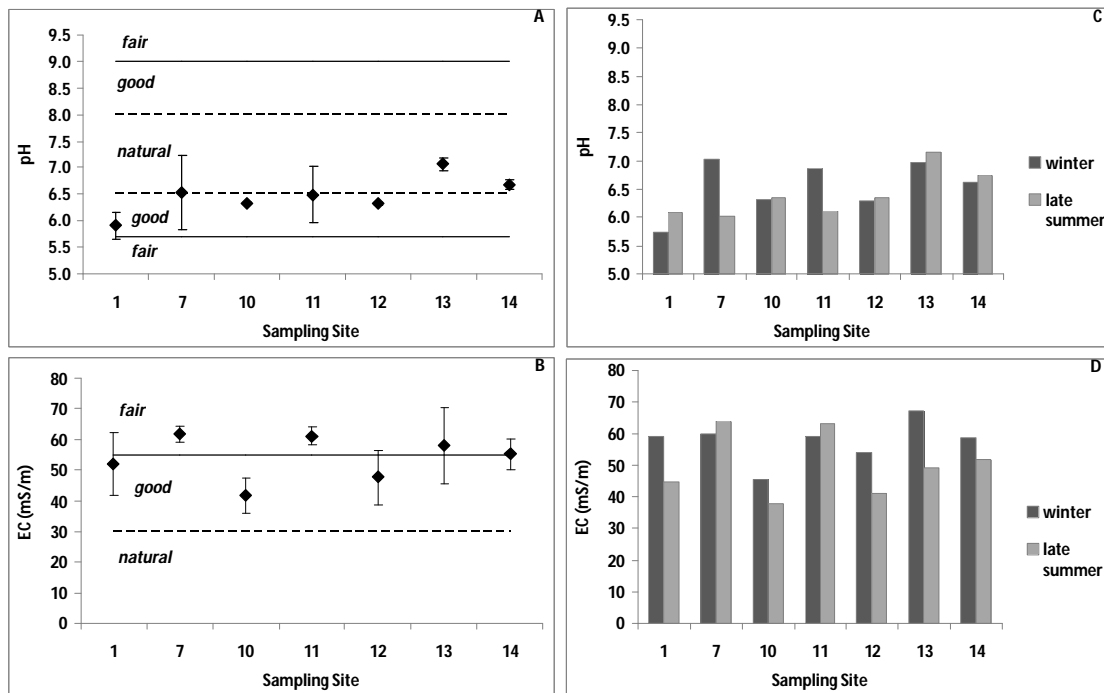 A
9.5
9.0
8.5
8.0
7.5
7.0
6.5
6.0
5.5
5.0
pH
fair
good
natural
good
fair
1 7 10 11 12 13 14
Sampling Site
C
9.5
9.0
8.5
8.0
7.5
7.0
6.5
6.0
5.5
5.0
pH
winter
late
summer
1 7 10 11 12 13 14
Sampling Site
B
80
70
60
50
40
30
20
10
0
EC (mS/m)
fair
good
natural
1 7 10 11 12 13 14
Sampling Site
D
80
70
60
50
40
30
20
10
0
EC (mS/m)
winter
late
summer
1 7 10 11 12 13 14
Sampling Site